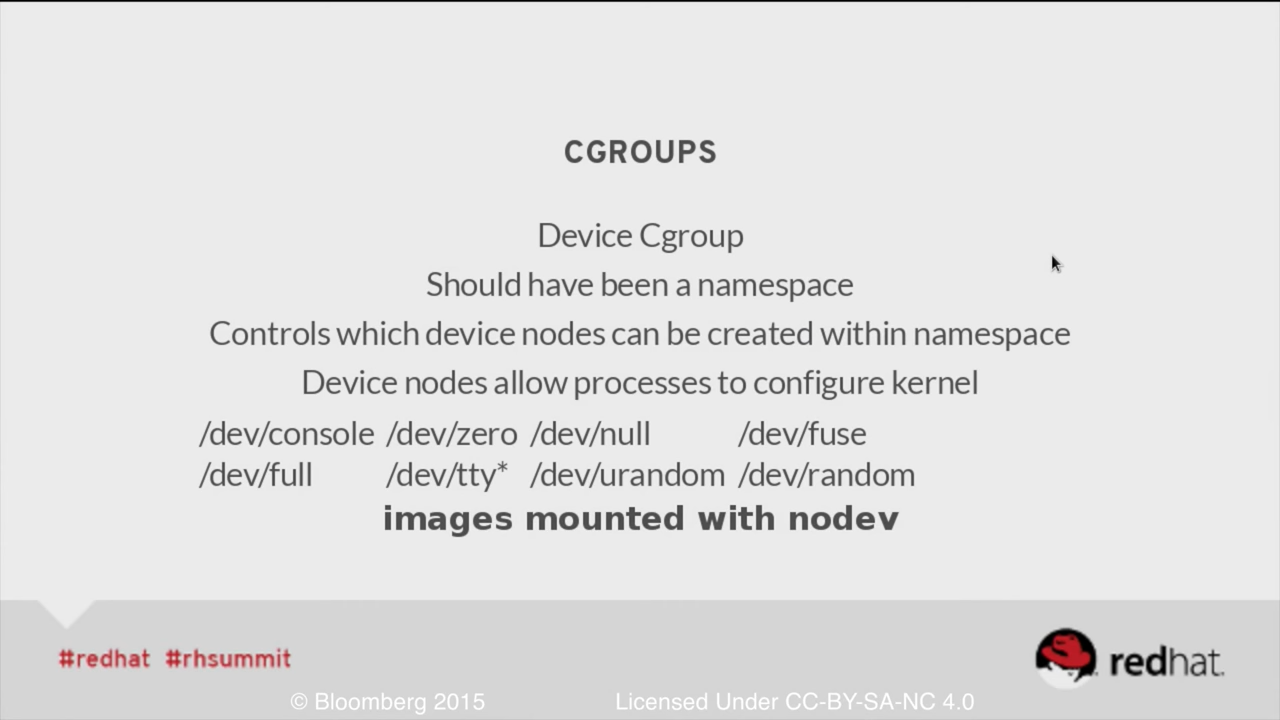 CGROUPS
Device Cgroup
Should have been a namespace
Controls which device nodes can be created within namespace
Device nodes allow processes to configure kernel
/dev/console /dev/zero /dev/null /dev/fuse
/dev/full /dev/tty* /dev/urandom /dev/random
images mounted with nodev
#redhat #rhsummit
redhat.
© Bloomberg 2015 Licensed Under CC-BY-SA-NC 4.0